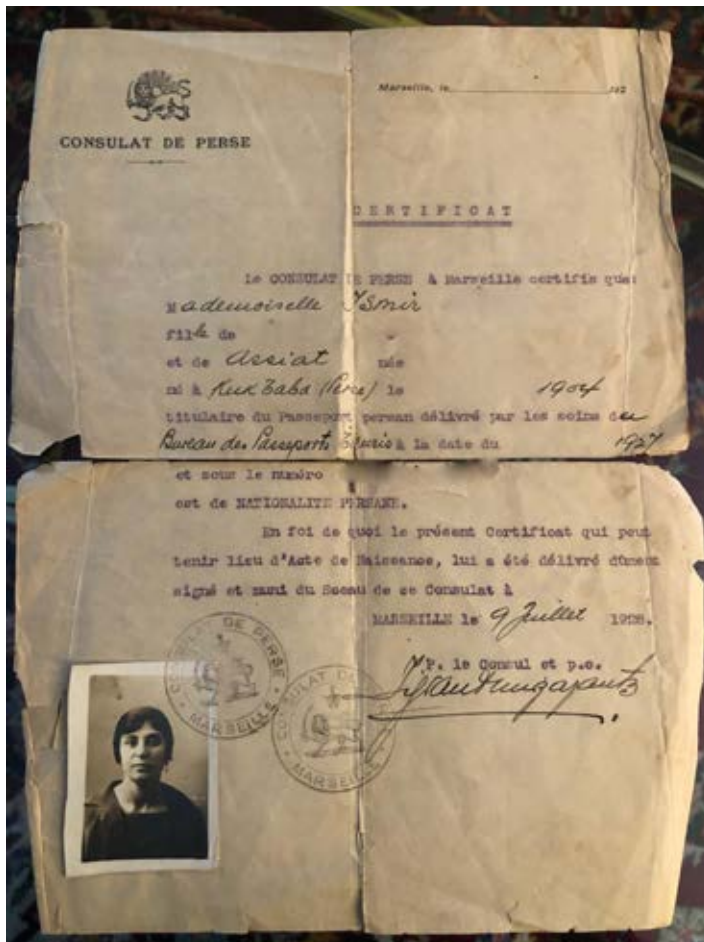 CONSULAT DE PERSE
Marseille, le 192
CERTIFICAT
le CONSULAT DE PERSE à Marseille certifie que:
Mademoiselle Ismir
fille de
et de Assiat née
né à (Perse) le 1904
titulaire du Passeport persan délivré par les soins du
Bureau des Passeports à la date du 1927
et sous le numéro
est de NATIONALITE PERSANE.
En foi de quoi le présent Certificat qui peut
tenir lieu d'Acte de Naissance, lui a été délivré dûment
signé et muni du Sceau de ce Consulat à
MARSEILLE le 9 Juillet 1928.
P. le Consul et p.o.
CONSULAT DE PERSE
MARSEILLE
CONSULAT DE
MARSEILLE